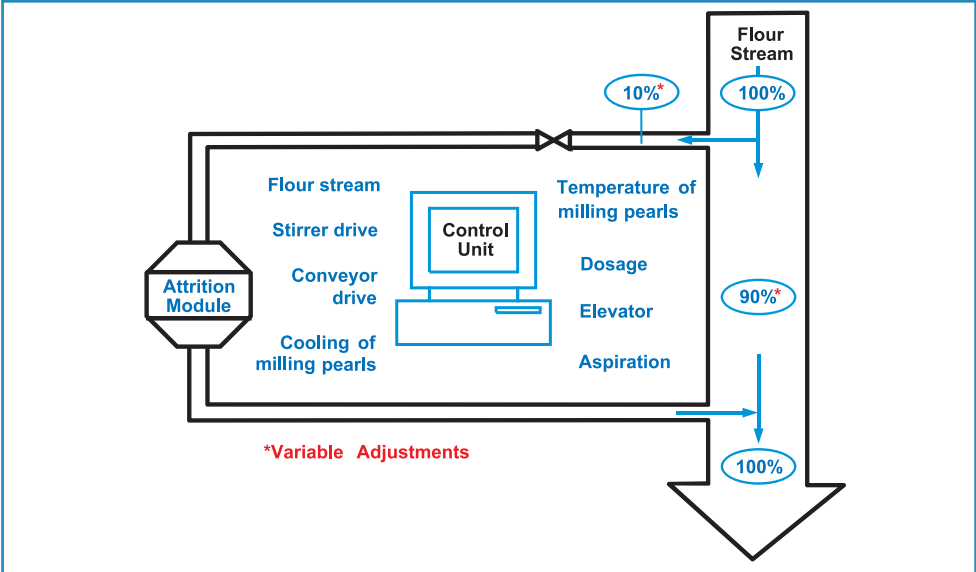 Flour
Stream
10%*
100%
Flour stream
Stirrer drive
Conveyor
drive
Cooling of
milling pearls
Control
Unit
Temperature of
milling pearls
Dosage
Elevator
Aspiration
Attrition
Module
90%*
*Variable Adjustments
100%